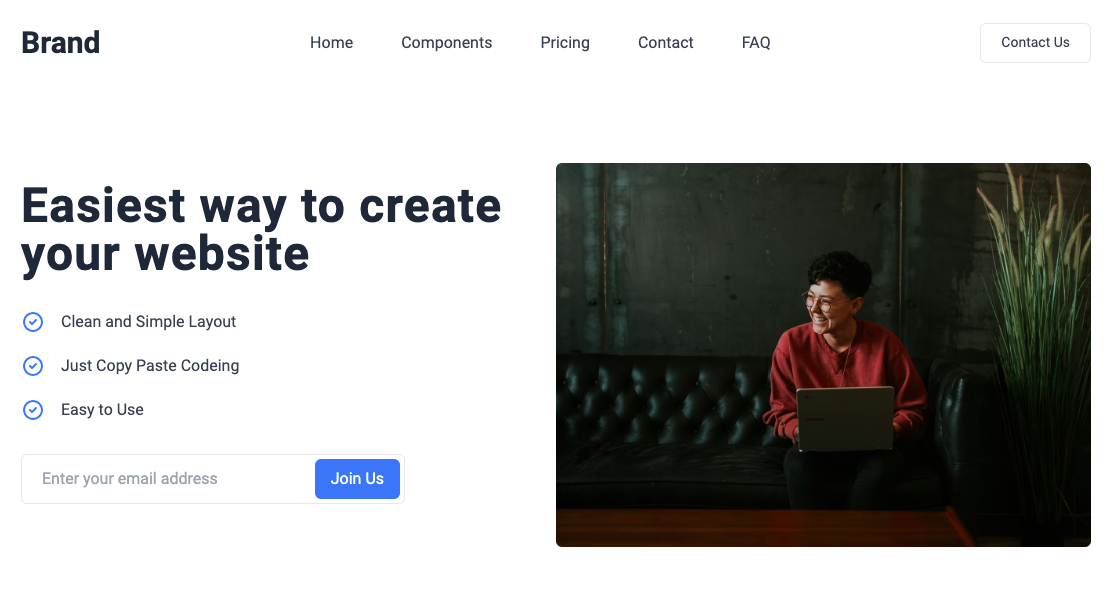 Brand
Home Components Pricing Contact FAQ
Contact Us
Easiest way to create
your website
Clean and Simple Layout
Just Copy Paste Codeing
Easy to Use
Enter your email address Join Us